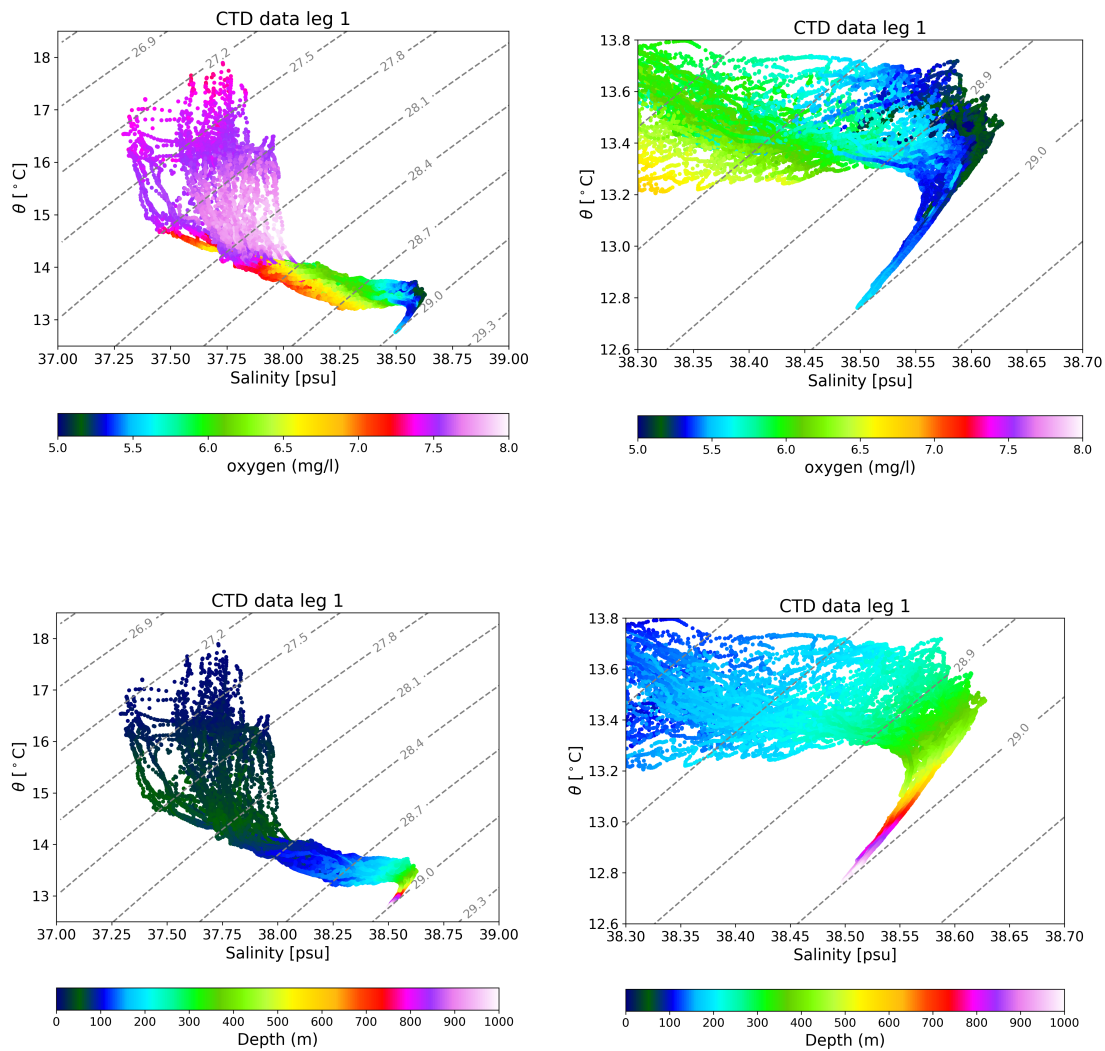 CTD data leg 1
18
17
16
15
14
13
θ [°C]
26.9
27.2
27.5
27.8
28.1
28.4
28.7
29.0
29.3
37.00 37.25 37.50 37.75 38.00 38.25 38.50 38.75 39.00
Salinity [psu]
5.0 5.5 6.0 6.5 7.0 7.5 8.0
oxygen (mg/l)
CTD data leg 1
13.8
13.6
13.4
13.2
13.0
12.8
12.6
θ [°C]
28.9
29.0
38.30 38.35 38.40 38.45 38.50 38.55 38.60 38.65 38.70
Salinity [psu]
5.0 5.5 6.0 6.5 7.0 7.5 8.0
oxygen (mg/l)
CTD data leg 1
18
17
16
15
14
13
θ [°C]
26.9
27.2
27.5
27.8
28.1
28.4
28.7
29.0
29.3
37.00 37.25 37.50 37.75 38.00 38.25 38.50 38.75 39.00
Salinity [psu]
0 100 200 300 400 500 600 700 800 900 1000
Depth (m)
CTD data leg 1
13.8
13.6
13.4
13.2
13.0
12.8
12.6
θ [°C]
28.9
29.0
38.30 38.35 38.40 38.45 38.50 38.55 38.60 38.65 38.70
Salinity [psu]
0 100 200 300 400 500 600 700 800 900 1000
Depth (m)